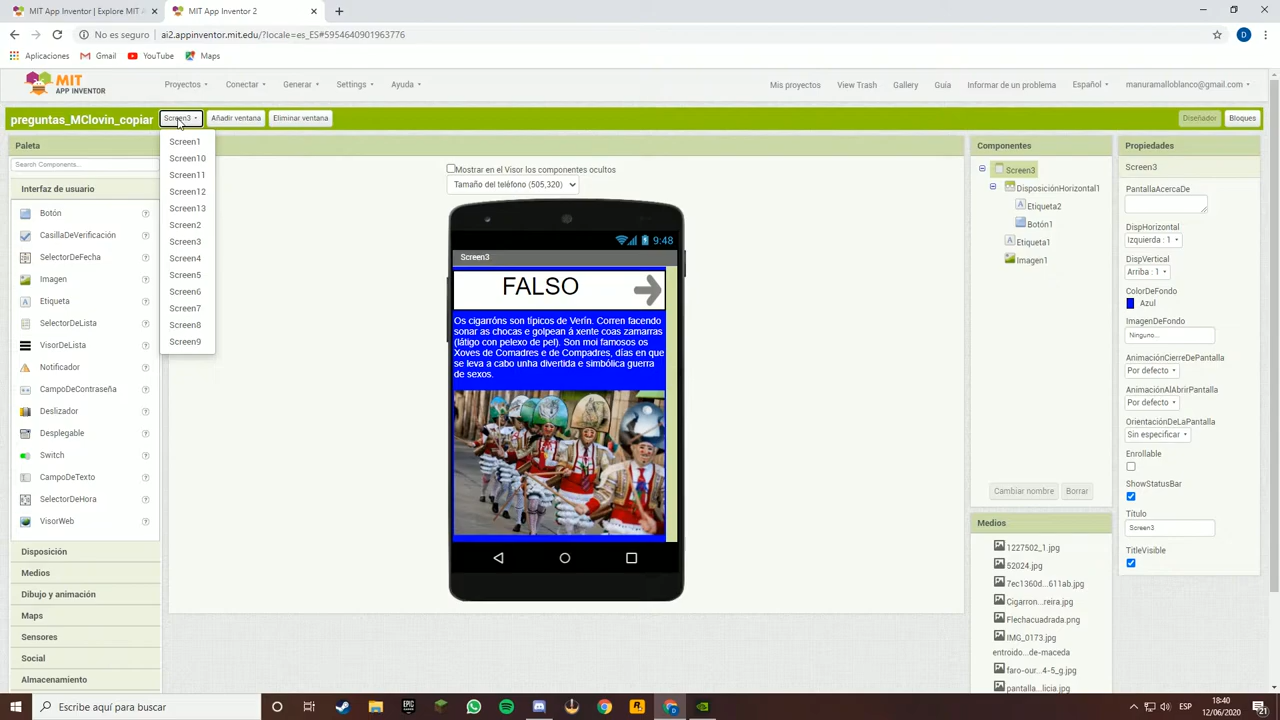 MIT App Inventor | Explore MIT A
MIT App Inventor 2
No es seguro | ai2.appinventor.mit.edu/?locale=es_ES#5954640901963776
Aplicaciones
Gmail
YouTube
Maps
MIT
APP INVENTOR
Proyectos
Conectar
Generar
Settings
Ayuda
Mis proyectos
View Trash
Gallery
Guía
Informar de un problema
Español
manuramalloblanco@gmail.com
preguntas_MClovin_copiar
Screen3
Añadir ventana
Eliminar ventana
Diseñador
Bloques
Screen1
Screen10
Screen11
Screen12
Screen13
Screen2
Screen3
Screen4
Screen5
Screen6
Screen7
Screen8
Screen9
Paleta
Search Components...
Interfaz de usuario
Botón
CasillaDeVerificación
SelectorDeFecha
Imagen
Etiqueta
SelectorDeLista
VisorDeLista
Notificador
CampoDeContraseña
Deslizador
Desplegable
Switch
CampoDeTexto
SelectorDeHora
VisorWeb
Disposición
Medios
Dibujo y animación
Maps
Sensores
Social
Almacenamiento
Mostrar en el Visor los componentes ocultos
Tamaño del teléfono (505,320)
9:48
Screen3
FALSO
Os cigarróns son típicos de Verín. Corren facendo
sonar as chocas e golpean á xente coas zamarras
(látigo con pelexo de pel). Son moi famosos os
Xoves de Comadres e de Compadres, días en que
se leva a cabo unha divertida e simbólica guerra
de sexos.
Componentes
Screen3
DisposiciónHorizontal1
Etiqueta2
Botón1
Etiqueta1
Imagen1
Cambiar nombre
Borrar
Medios
1227502_1.jpg
52024.jpg
7ec1360d...611ab.jpg
Cigarron...reira.jpg
Flechacuadrada.png
IMG_0173.jpg
entroido...de-maceda
faro-our...4-5_g.jpg
pantalla...licia.jpg
Propiedades
Screen3
PantallaAcercaDe
DispHorizontal
Izquierda : 1
DispVertical
Arriba : 1
ColorDeFondo
Azul
ImagenDeFondo
Ninguno...
AnimaciónCierreDePantalla
Por defecto
AnimaciónAlAbrirPantalla
Por defecto
OrientaciónDeLaPantalla
Sin especificar
Enrollable
ShowStatusBar
Título
Screen3
TitleVisible
Escribe aquí para buscar
ESP
18:40
12/06/2020